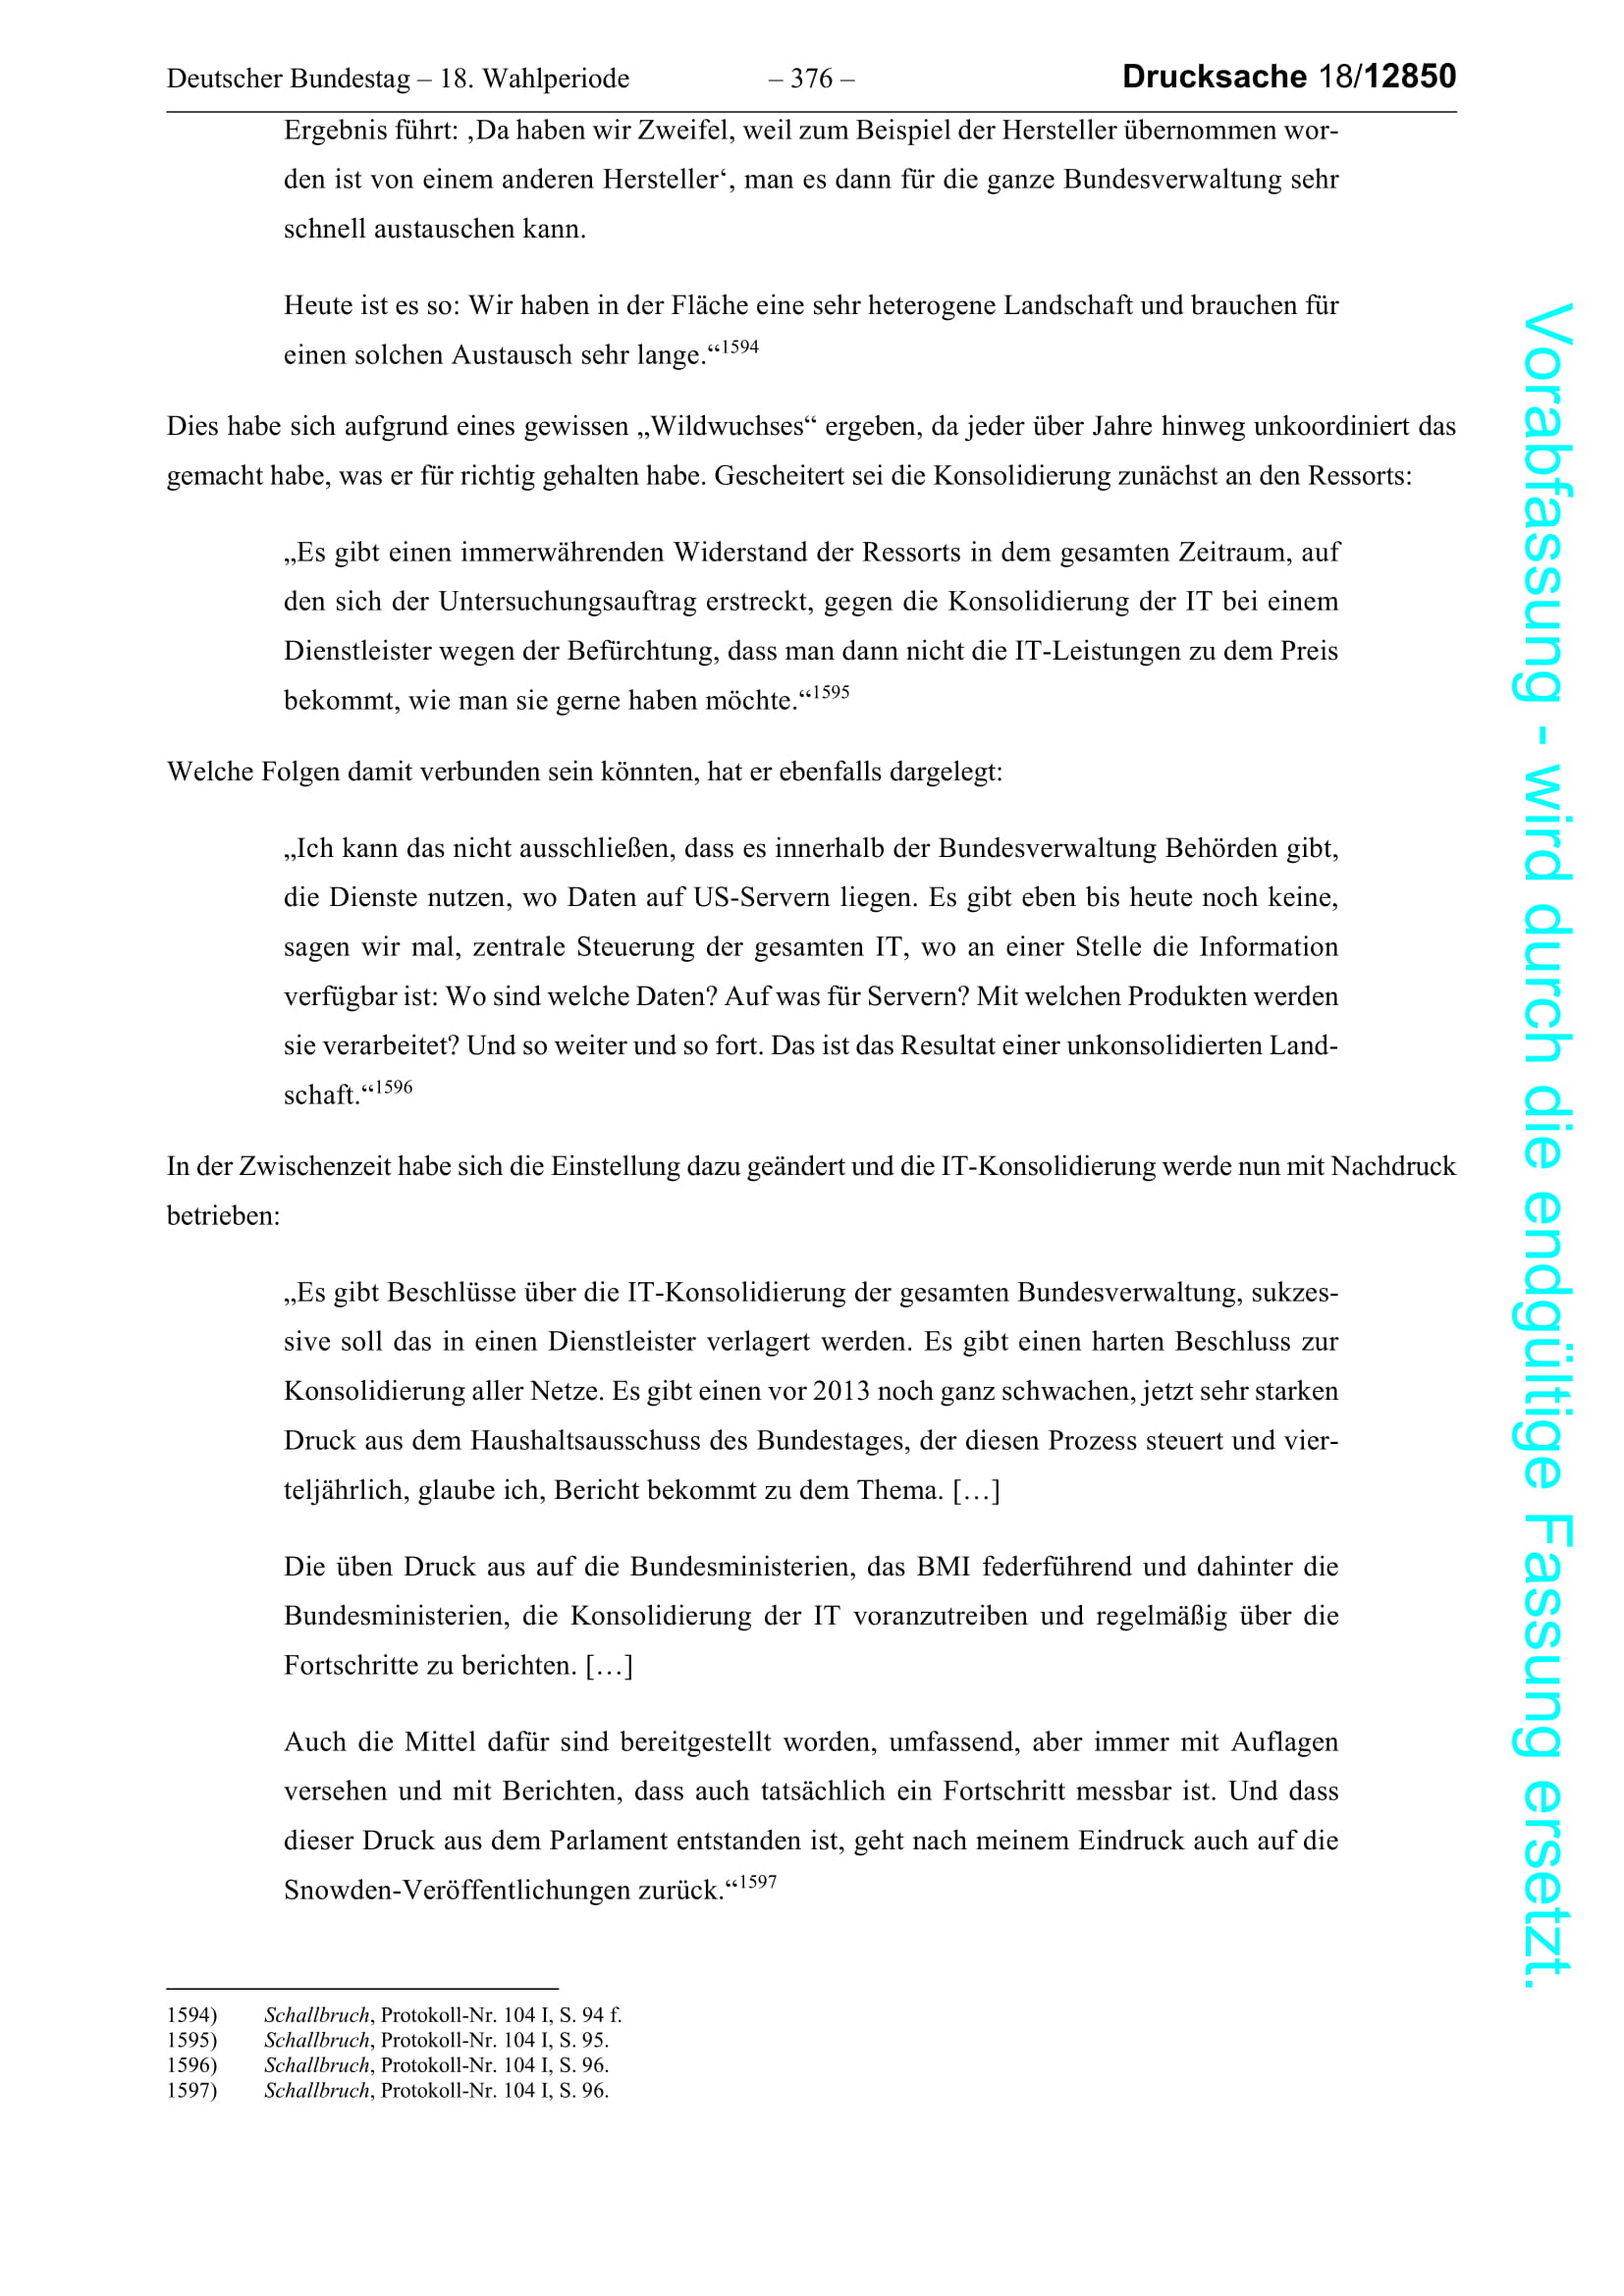 Deutscher Bundestag – 18. Wahlperiode – 376 – Drucksache 18/12850
Ergebnis führt: ‚Da haben wir Zweifel, weil zum Beispiel der Hersteller übernommen wor-
den ist von einem anderen Hersteller‘, man es dann für die ganze Bundesverwaltung sehr
schnell austauschen kann.
Heute ist es so: Wir haben in der Fläche eine sehr heterogene Landschaft und brauchen für
einen solchen Austausch sehr lange.“1594
Dies habe sich aufgrund eines gewissen „Wildwuchses“ ergeben, da jeder über Jahre hinweg unkoordiniert das
gemacht habe, was er für richtig gehalten habe. Gescheitert sei die Konsolidierung zunächst an den Ressorts:
„Es gibt einen immerwährenden Widerstand der Ressorts in dem gesamten Zeitraum, auf
den sich der Untersuchungsauftrag erstreckt, gegen die Konsolidierung der IT bei einem
Dienstleister wegen der Befürchtung, dass man dann nicht die IT-Leistungen zu dem Preis
bekommt, wie man sie gerne haben möchte.“1595
Welche Folgen damit verbunden sein könnten, hat er ebenfalls dargelegt:
„Ich kann das nicht ausschließen, dass es innerhalb der Bundesverwaltung Behörden gibt,
die Dienste nutzen, wo Daten auf US-Servern liegen. Es gibt eben bis heute noch keine,
sagen wir mal, zentrale Steuerung der gesamten IT, wo an einer Stelle die Information
verfügbar ist: Wo sind welche Daten? Auf was für Servern? Mit welchen Produkten werden
sie verarbeitet? Und so weiter und so fort. Das ist das Resultat einer unkonsolidierten Land-
schaft.“1596
In der Zwischenzeit habe sich die Einstellung dazu geändert und die IT-Konsolidierung werde nun mit Nachdruck
betrieben:
„Es gibt Beschlüsse über die IT-Konsolidierung der gesamten Bundesverwaltung, sukzes-
sive soll das in einen Dienstleister verlagert werden. Es gibt einen harten Beschluss zur
Konsolidierung aller Netze. Es gibt einen vor 2013 noch ganz schwachen, jetzt sehr starken
Druck aus dem Haushaltsausschuss des Bundestages, der diesen Prozess steuert und vier-
teljährlich, glaube ich, Bericht bekommt zu dem Thema. […]
Die üben Druck aus auf die Bundesministerien, das BMI federführend und dahinter die
Bundesministerien, die Konsolidierung der IT voranzutreiben und regelmäßig über die
Fortschritte zu berichten. […]
Auch die Mittel dafür sind bereitgestellt worden, umfassend, aber immer mit Auflagen
versehen und mit Berichten, dass auch tatsächlich ein Fortschritt messbar ist. Und dass
dieser Druck aus dem Parlament entstanden ist, geht nach meinem Eindruck auch auf die
Snowden-Veröffentlichungen zurück.“1597
1594) Schallbruch, Protokoll-Nr. 104 I, S. 94 f.
1595) Schallbruch, Protokoll-Nr. 104 I, S. 95.
1596) Schallbruch, Protokoll-Nr. 104 I, S. 96.
1597) Schallbruch, Protokoll-Nr. 104 I, S. 96.
Vorabfassung - wird durch die endgültige Fassung ersetzt.